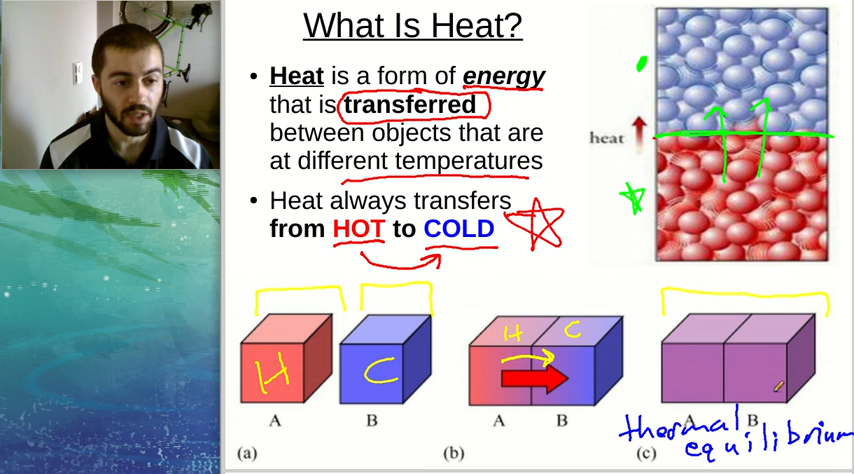 What Is Heat?
• Heat is a form of energy
that is transferred
between objects that are
at different temperatures
• Heat always transfers
from HOT to COLD
heat
H
C
H C
A
B
A B
A B
thermal
equilibrium
(a)
(b)
(c)